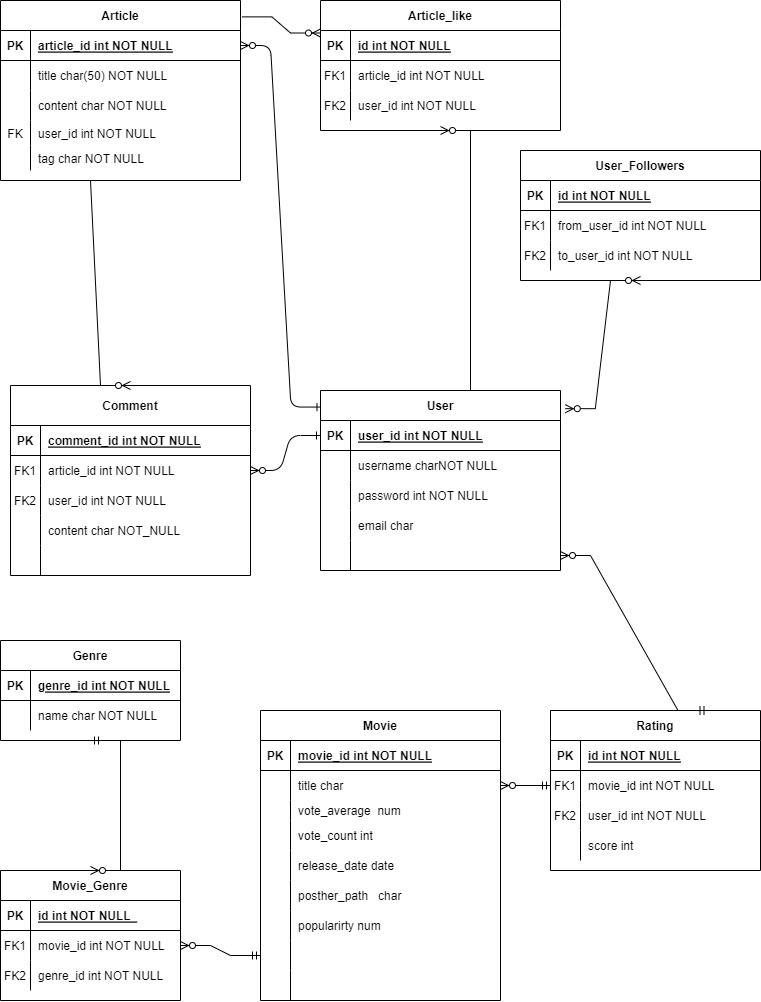 Article
PK article_id int NOT NULL
title char(50) NOT NULL
content char NOT NULL
FK user_id int NOT NULL
tag char NOT NULL
Article_like
PK id int NOT NULL
FK1 article_id int NOT NULL
FK2 user_id int NOT NULL
User_Followers
PK id int NOT NULL
FK1 from_user_id int NOT NULL
FK2 to_user_id int NOT NULL
Comment
PK comment_id int NOT NULL
FK1 article_id int NOT NULL
FK2 user_id int NOT NULL
content char NOT_NULL
User
PK user_id int NOT NULL
username charNOT NULL
password int NOT NULL
email char
Genre
PK genre_id int NOT NULL
name char NOT NULL
Movie
PK movie_id int NOT NULL
title char
vote_average num
vote_count int
release_date date
posther_path char
popularirty num
Rating
PK id int NOT NULL
FK1 movie_id int NOT NULL
FK2 user_id int NOT NULL
score int
Movie_Genre
PK id int NOT NULL
FK1 movie_id int NOT NULL
FK2 genre_id int NOT NULL